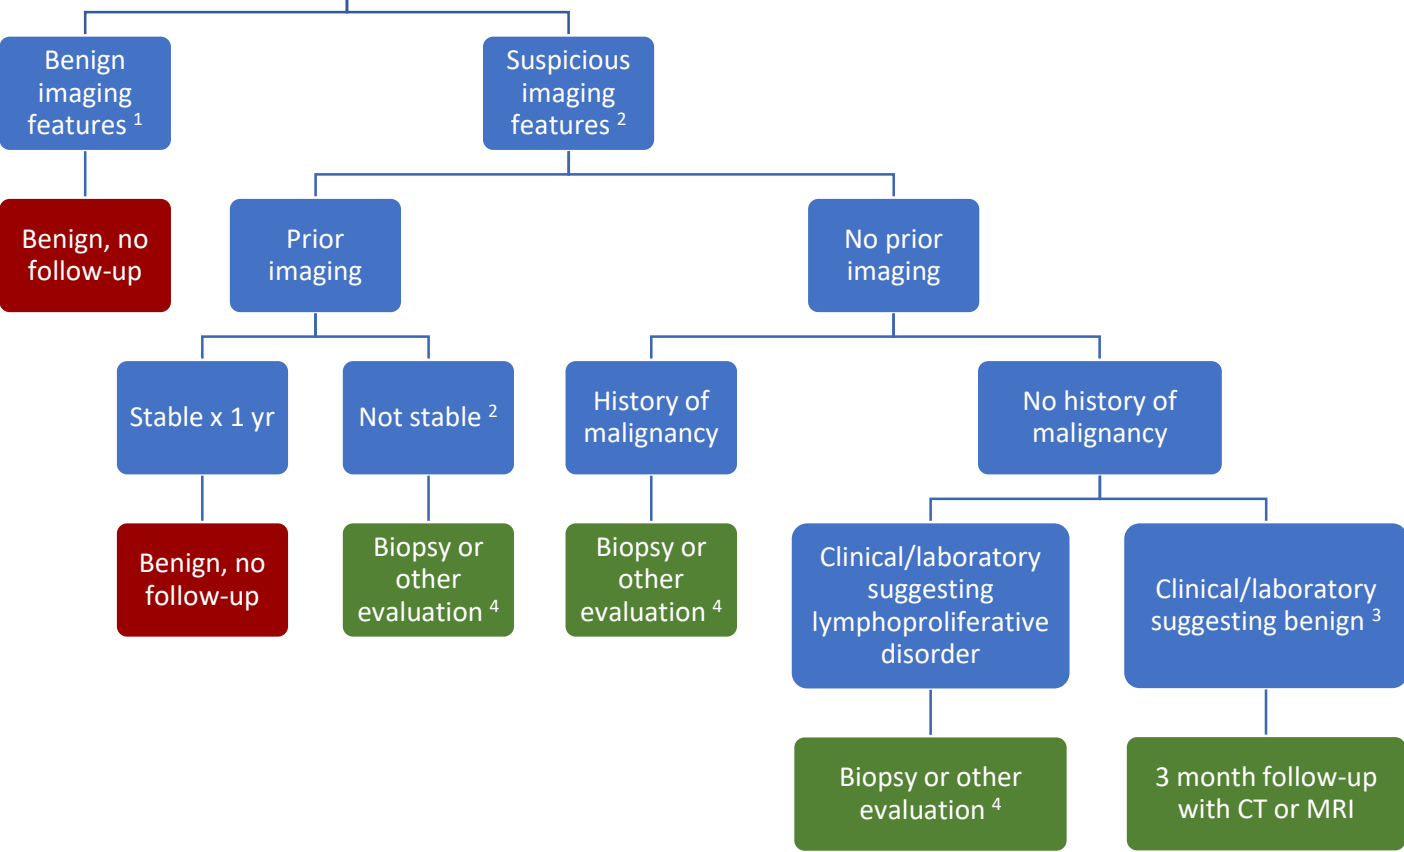 Benign
imaging
features ¹
Suspicious
imaging
features ²
Benign, no
follow-up
Prior
imaging
No prior
imaging
Stable x 1 yr
Not stable ²
History of
malignancy
No history of
malignancy
Benign, no
follow-up
Biopsy or
other
evaluation ⁴
Biopsy or
other
evaluation ⁴
Clinical/laboratory
suggesting
lymphoproliferative
disorder
Clinical/laboratory
suggesting benign ³
Biopsy or other
evaluation ⁴
3 month follow-up
with CT or MRI